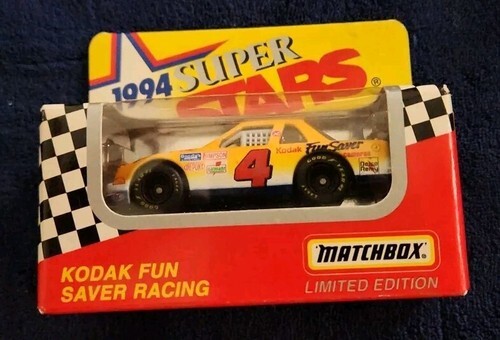 1994 SUPER
STARS®
Kodak FunSaver
4
KODAK FUN
SAVER RACING
MATCHBOX®
LIMITED EDITION